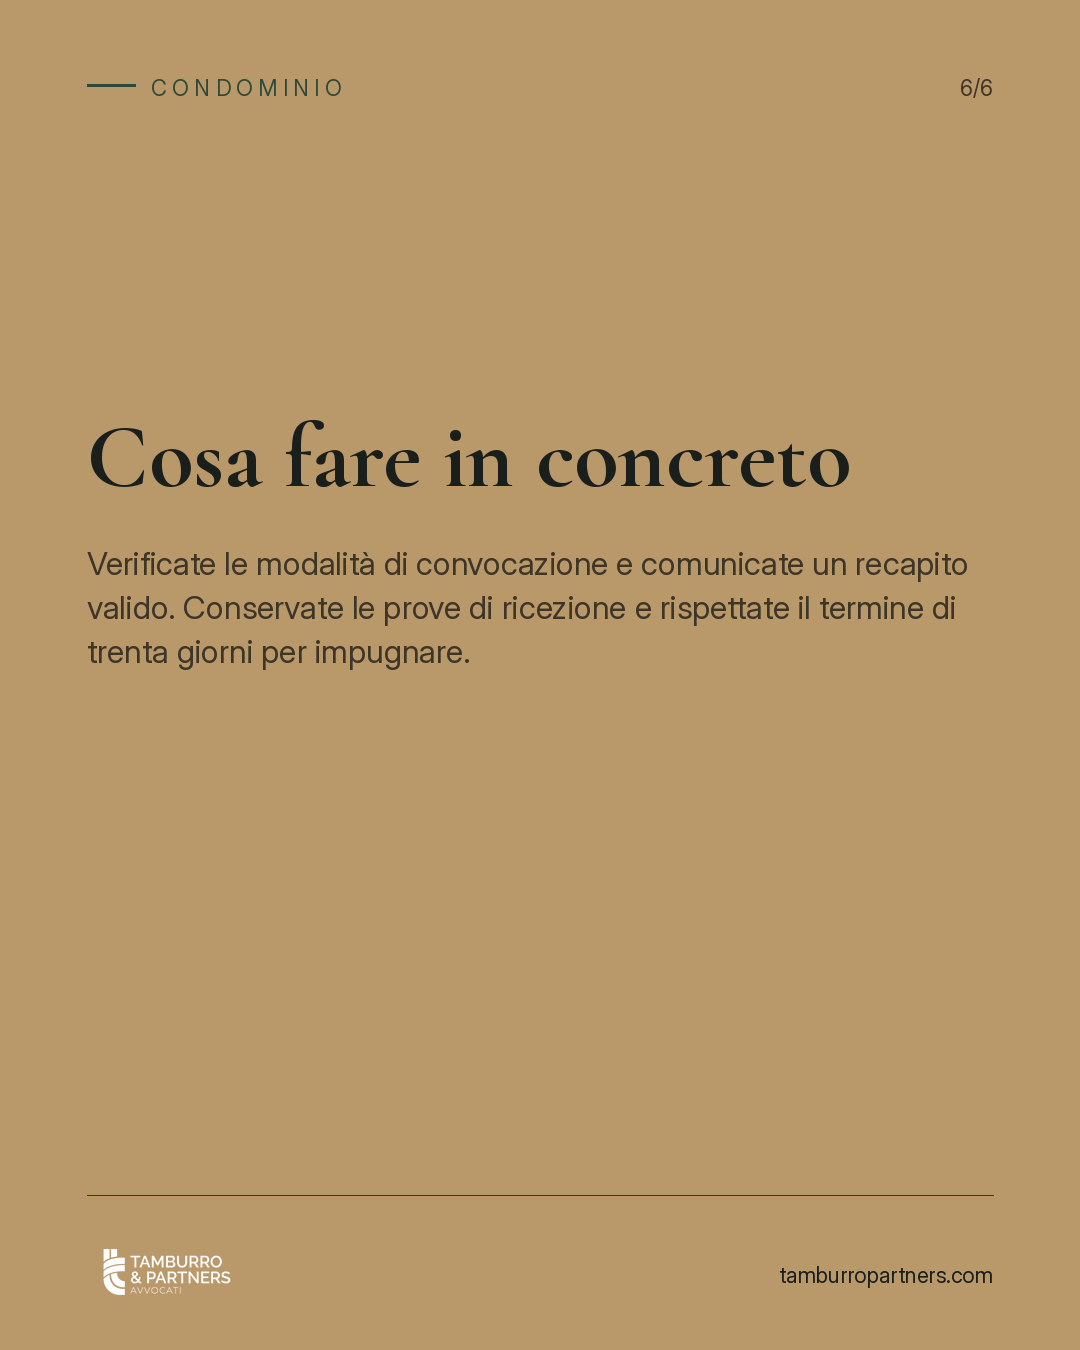 CONDOMINIO
6/6
Cosa fare in concreto
Verificate le modalità di convocazione e comunicate un recapito
valido. Conservate le prove di ricezione e rispettate il termine di
trenta giorni per impugnare.
TAMBURRO
& PARTNERS
AVVOCATI
tamburropartners.com